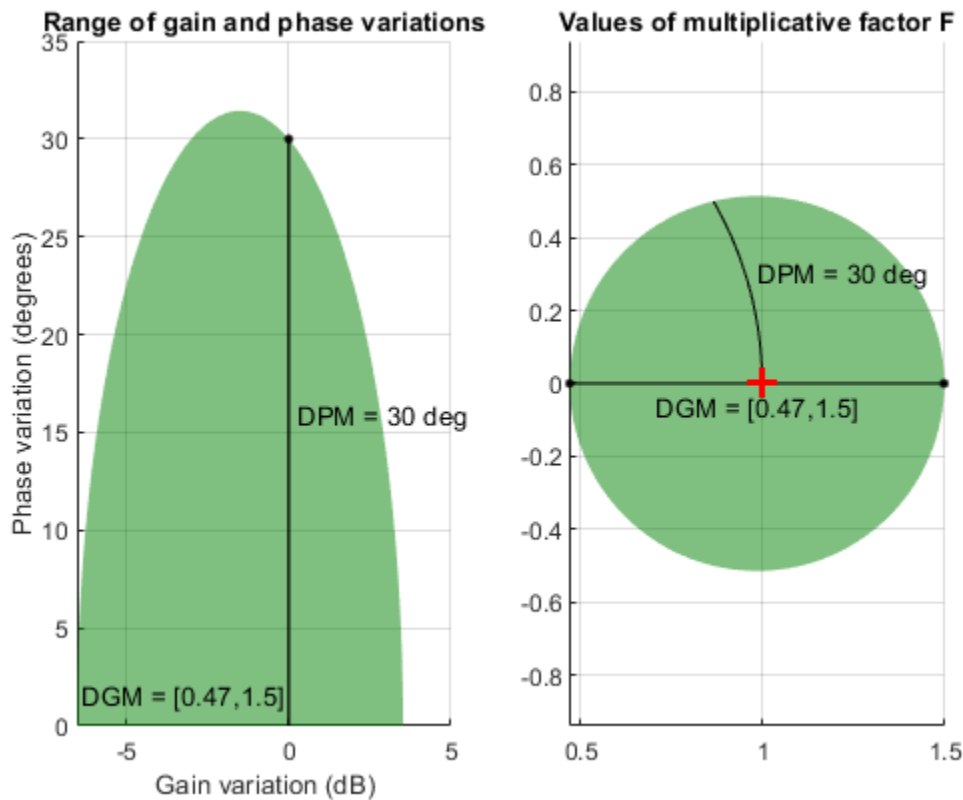 Range of gain and phase variations
35
30
25
20
15
10
5
0
Phase variation (degrees)
DPM = 30 deg
DGM = [0.47,1.5]
-5
0
5
Gain variation (dB)
Values of multiplicative factor F
0.8
0.6
0.4
0.2
0
-0.2
-0.4
-0.6
-0.8
DPM = 30 deg
DGM = [0.47,1.5]
0.5
1
1.5